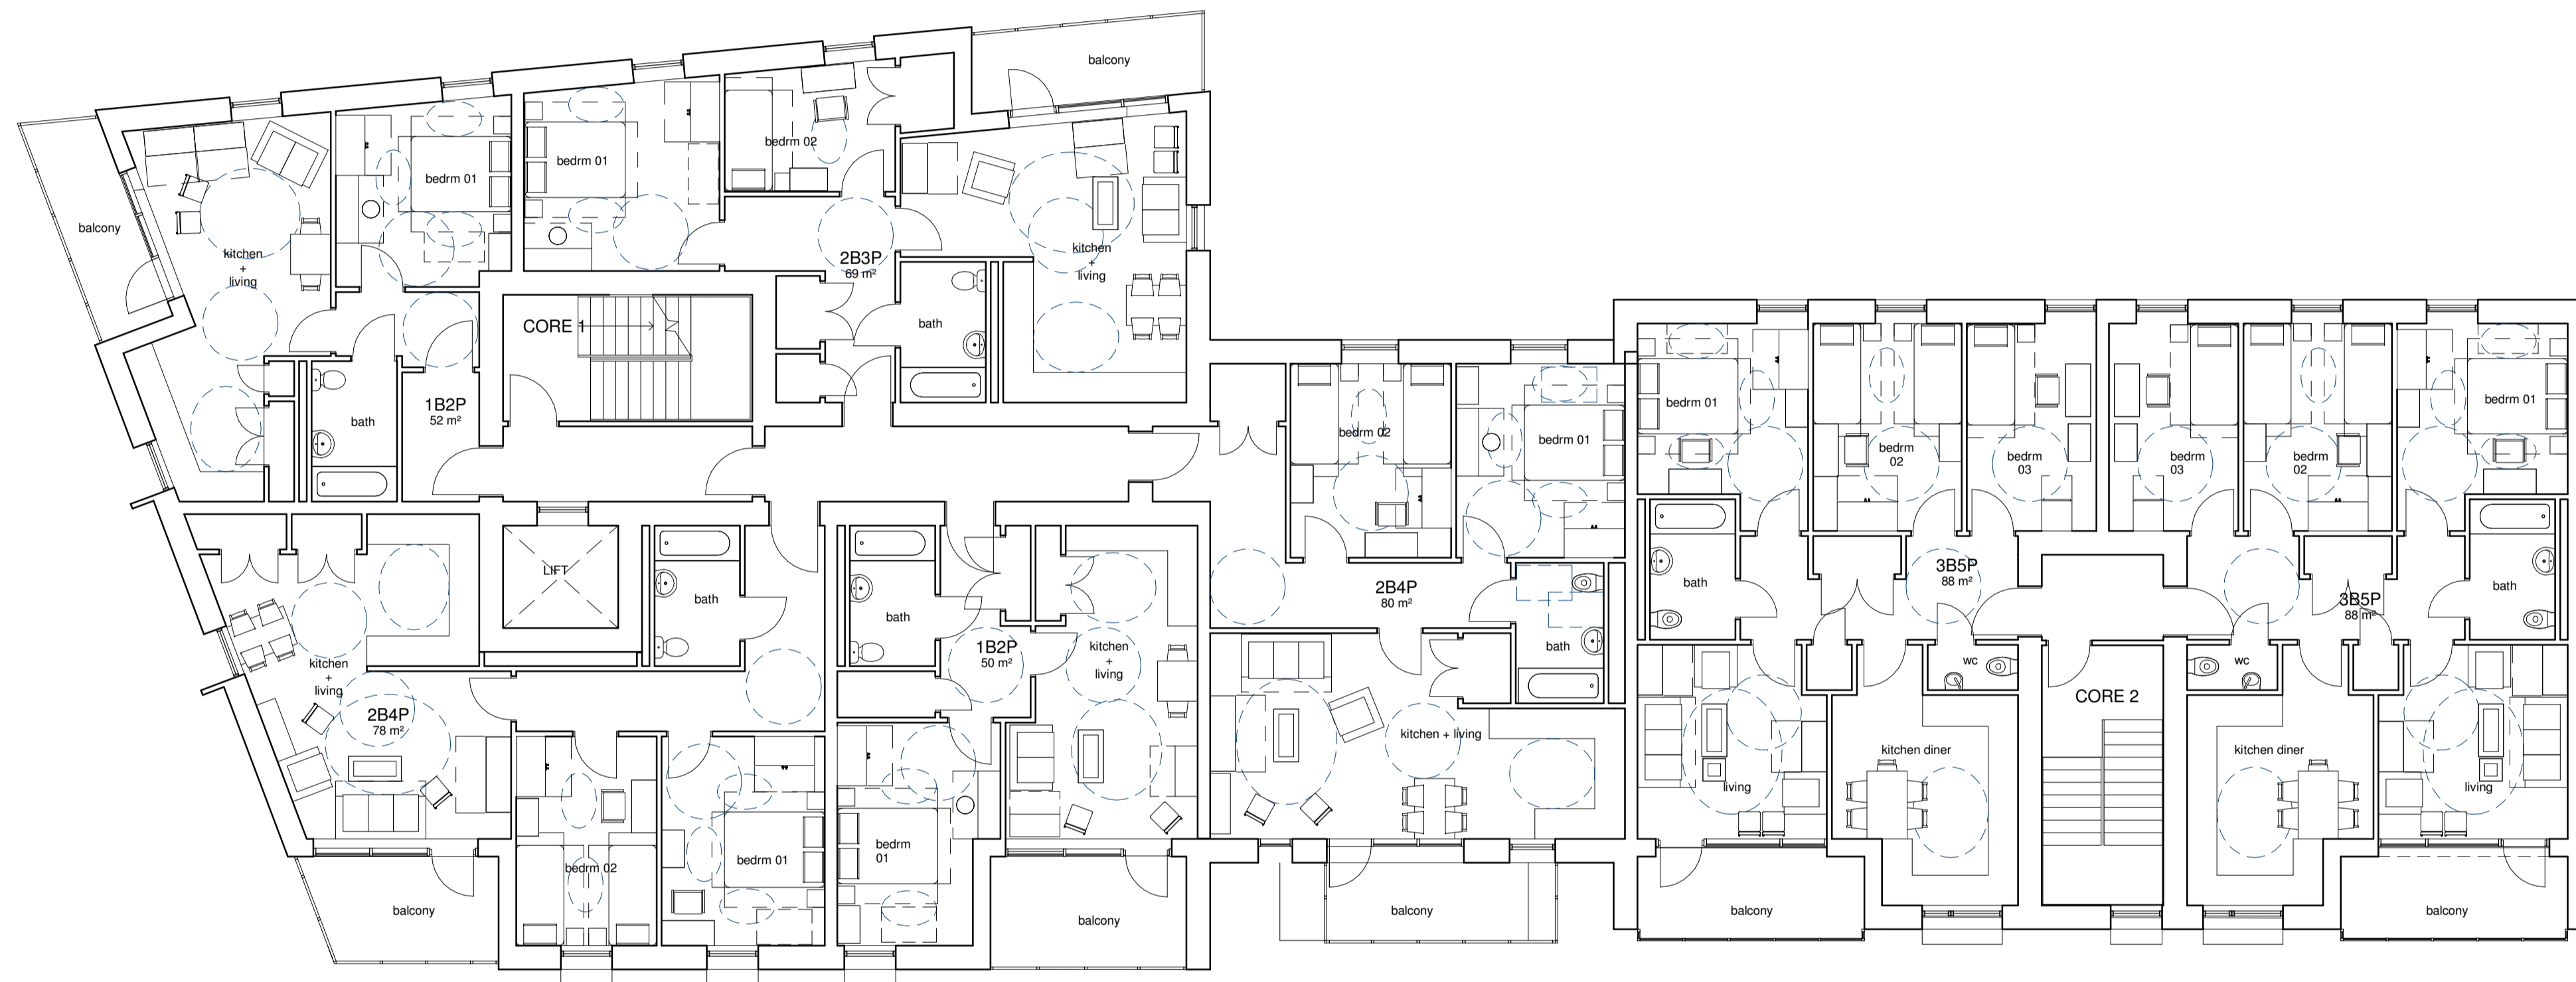 balcony
balcony
kitchen
+
living
bedrm 01
bedrm 01
bedrm 02
kitchen
+
living
2B3P
69 m²
CORE 1
bath
bath
1B2P
52 m²
LIFT
kitchen
+
living
2B4P
78 m²
bath
bath
1B2P
50 m²
kitchen
+
living
bedrm 02
bedrm 01
bedrm
01
balcony
balcony
bedrm 02
bedrm 01
2B4P
80 m²
bath
kitchen + living
balcony
bedrm 01
bedrm
02
bedrm
03
bedrm
03
bedrm
02
bedrm 01
bath
3B5P
88 m²
3B5P
88 m²
bath
wc
wc
CORE 2
living
kitchen diner
kitchen diner
living
balcony
balcony